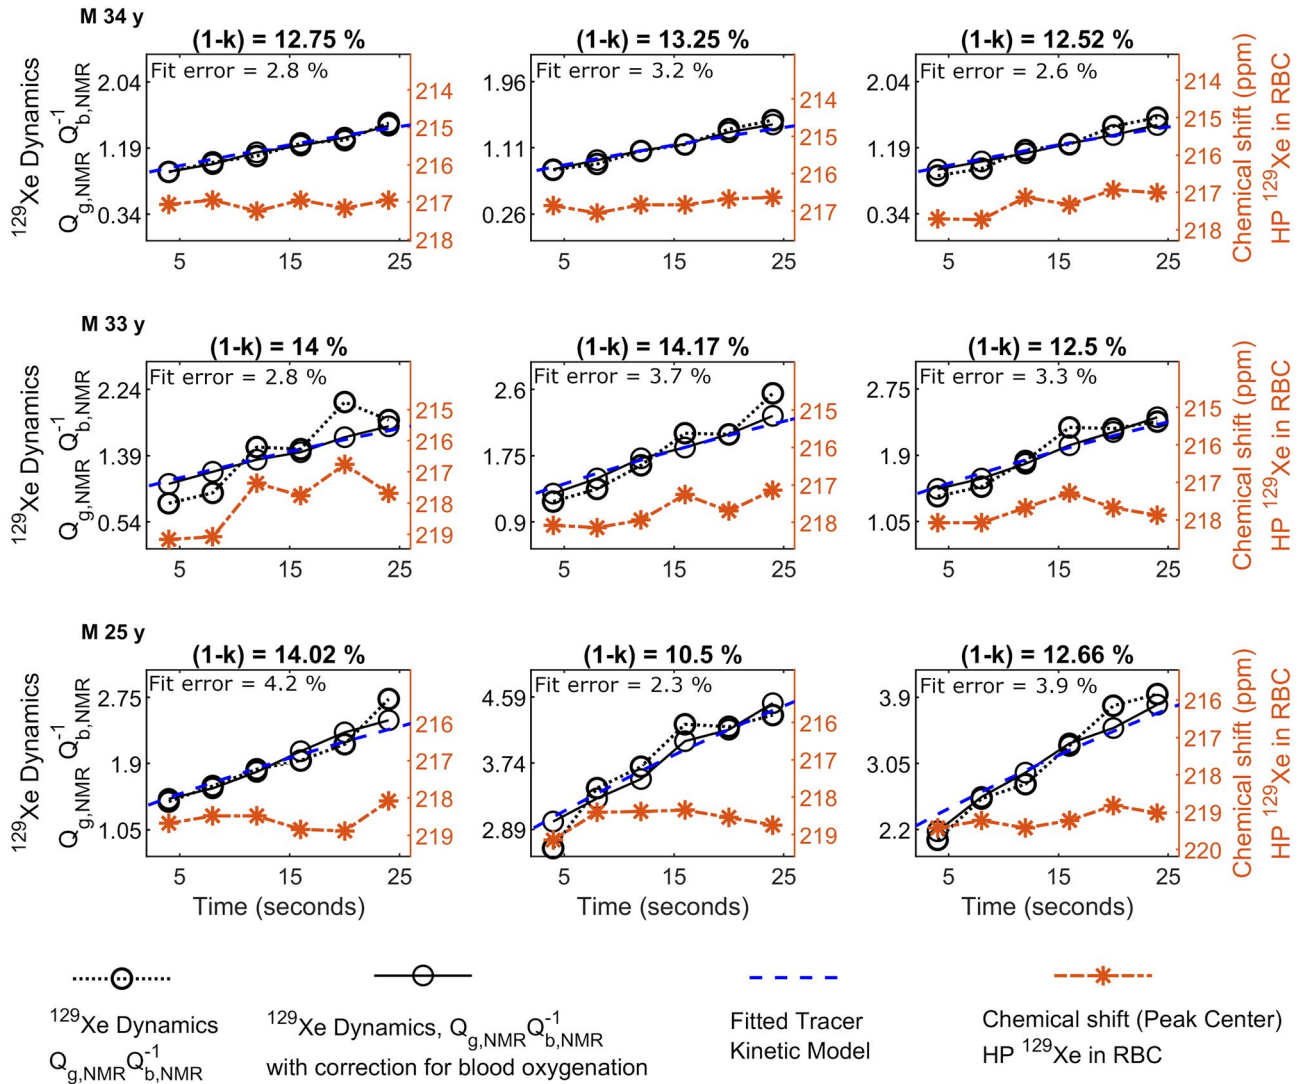 M 34 y
(1-k) = 12.75 %
(1-k) = 13.25 %
(1-k) = 12.52 %
Fit error = 2.8 %
Fit error = 3.2 %
Fit error = 2.6 %
129Xe Dynamics
Qg,NMR Q-1b,NMR
2.04
1.19
0.34
214
215
216
217
218
1.96
1.11
0.26
214
215
216
217
2.04
1.19
0.34
214
215
216
217
218
Chemical shift (ppm)
HP 129Xe in RBC
5 15 25
5 15 25
5 15 25
M 33 y
(1-k) = 14 %
(1-k) = 14.17 %
(1-k) = 12.5 %
Fit error = 2.8 %
Fit error = 3.7 %
Fit error = 3.3 %
129Xe Dynamics
Qg,NMR Q-1b,NMR
2.24
1.39
0.54
215
216
217
218
219
2.6
1.75
0.9
215
216
217
218
2.75
1.9
1.05
215
216
217
218
Chemical shift (ppm)
HP 129Xe in RBC
5 15 25
5 15 25
5 15 25
M 25 y
(1-k) = 14.02 %
(1-k) = 10.5 %
(1-k) = 12.66 %
Fit error = 4.2 %
Fit error = 2.3 %
Fit error = 3.9 %
129Xe Dynamics
Qg,NMR Q-1b,NMR
2.75
1.9
1.05
216
217
218
219
4.59
3.74
2.89
216
217
218
219
3.9
3.05
2.2
216
217
218
219
220
Chemical shift (ppm)
HP 129Xe in RBC
5 15 25
5 15 25
5 15 25
Time (seconds)
Time (seconds)
Time (seconds)
129Xe Dynamics
Qg,NMRQ-1b,NMR
129Xe Dynamics, Qg,NMRQ-1b,NMR
with correction for blood oxygenation
Fitted Tracer
Kinetic Model
Chemical shift (Peak Center)
HP 129Xe in RBC